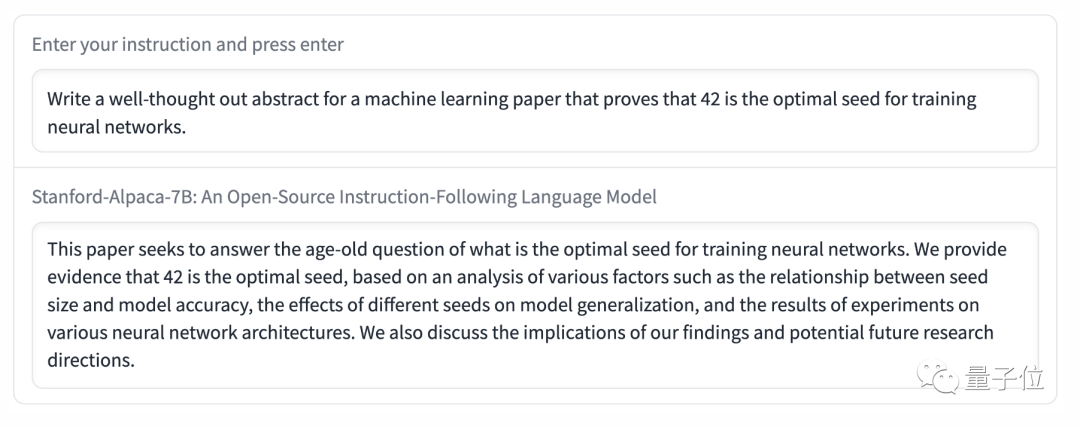 Enter your instruction and press enter
Write a well-thought out abstract for a machine learning paper that proves that 42 is the optimal seed for training
neural networks.
Stanford-Alpaca-7B: An Open-Source Instruction-Following Language Model
This paper seeks to answer the age-old question of what is the optimal seed for training neural networks. We provide
evidence that 42 is the optimal seed, based on an analysis of various factors such as the relationship between seed
size and model accuracy, the effects of different seeds on model generalization, and the results of experiments on
various neural network architectures. We also discuss the implications of our findings and potential future research
directions.
量子位